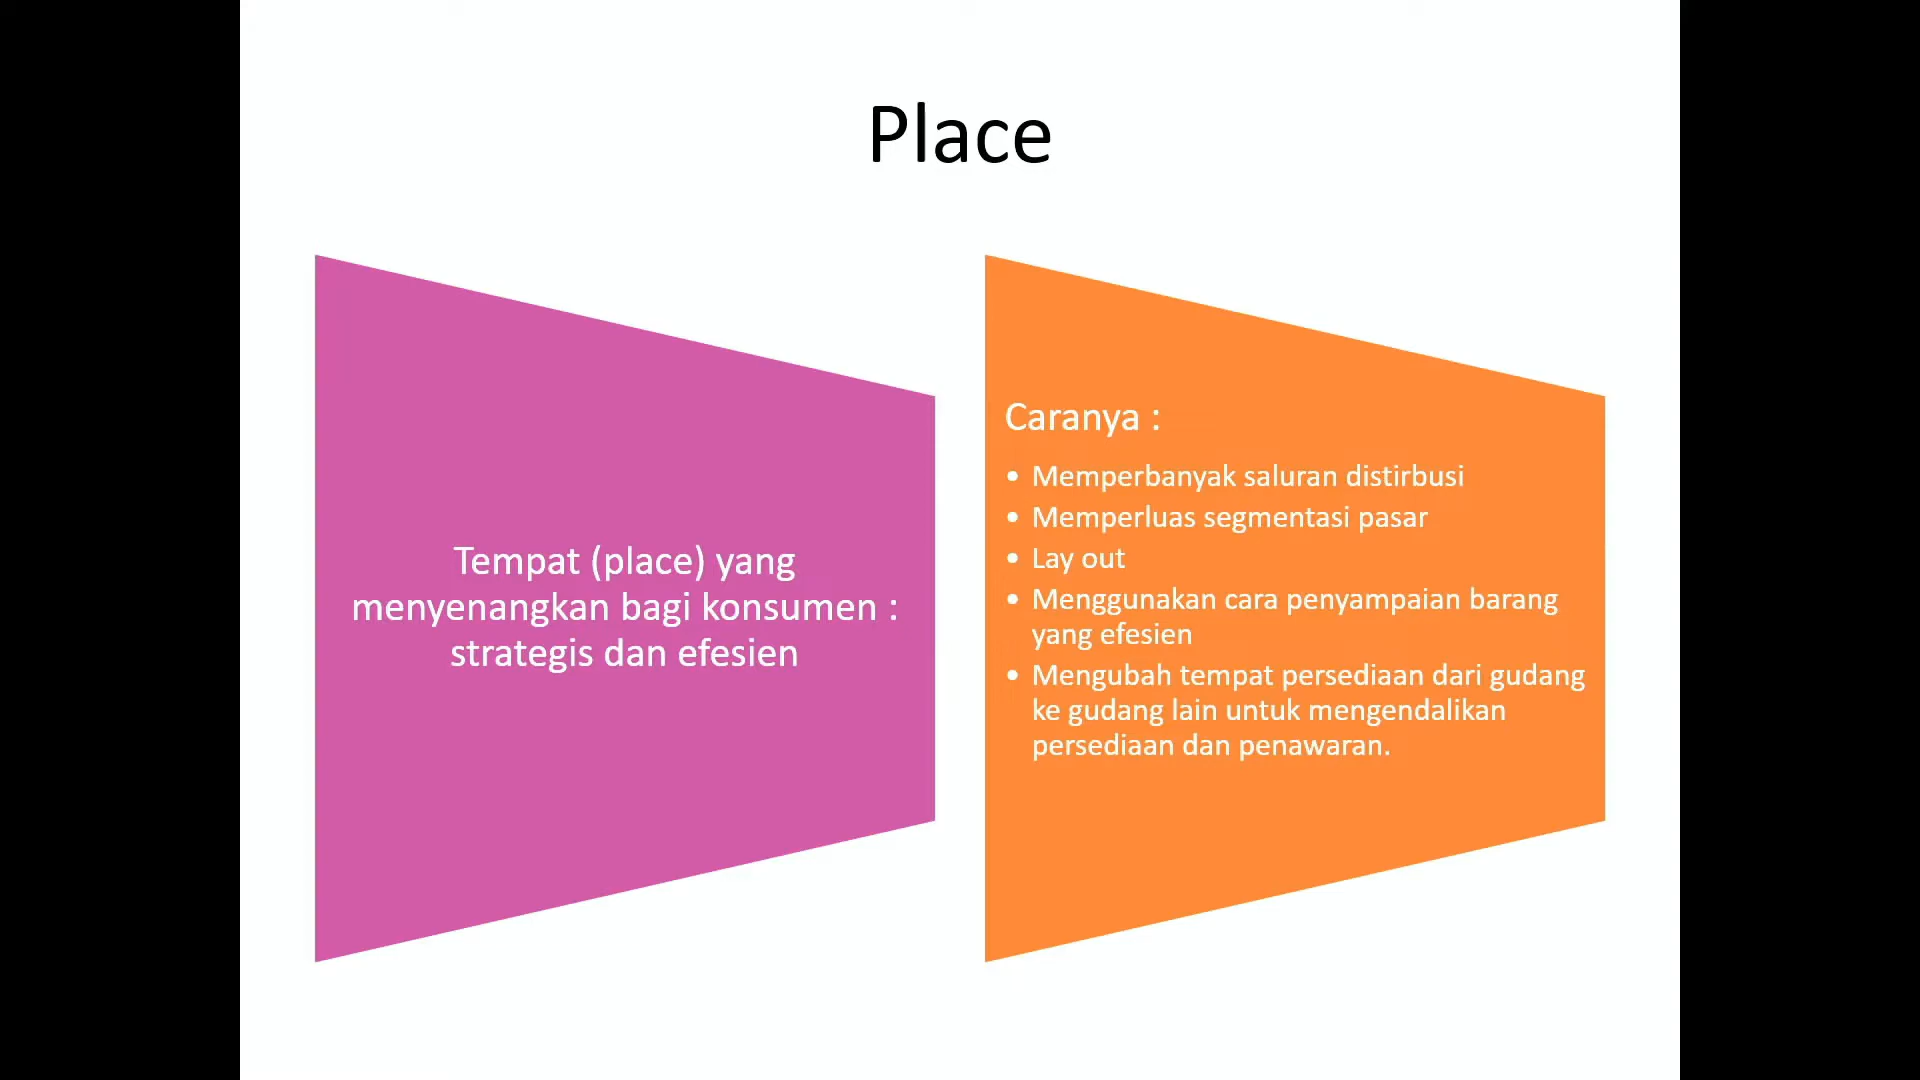 Place
Tempat (place) yang
menyenangkan bagi konsumen :
strategis dan efesien
Caranya :
• Memperbanyak saluran distirbusi
• Memperluas segmentasi pasar
• Lay out
• Menggunakan cara penyampaian barang
yang efesien
• Mengubah tempat persediaan dari gudang
ke gudang lain untuk mengendalikan
persediaan dan penawaran.